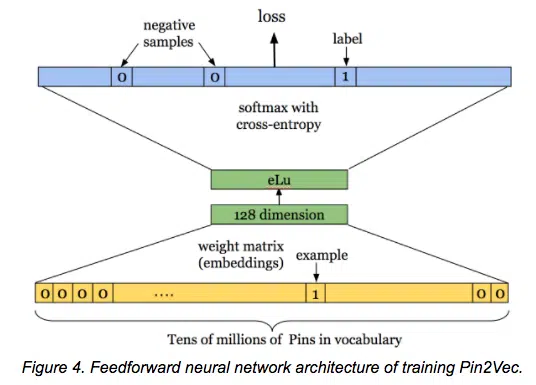 loss
negative
samples
label
0 0 1
softmax with
cross-entropy
eLu
128 dimension
weight matrix
(embeddings)
example
0 0 0 0 .... 1 0 0
Tens of millions of Pins in vocabulary
Figure 4. Feedforward neural network architecture of training Pin2Vec.